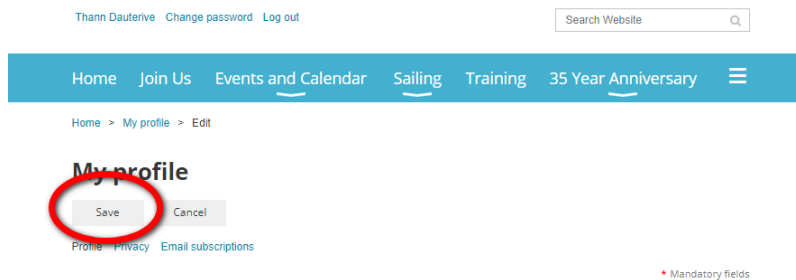 Thann Dauterive Change password Log out Search Website
Home Join Us Events and Calendar Sailing Training 35 Year Anniversary
Home > My profile > Edit
My profile
Save Cancel
Profile Privacy Email subscriptions
* Mandatory fields